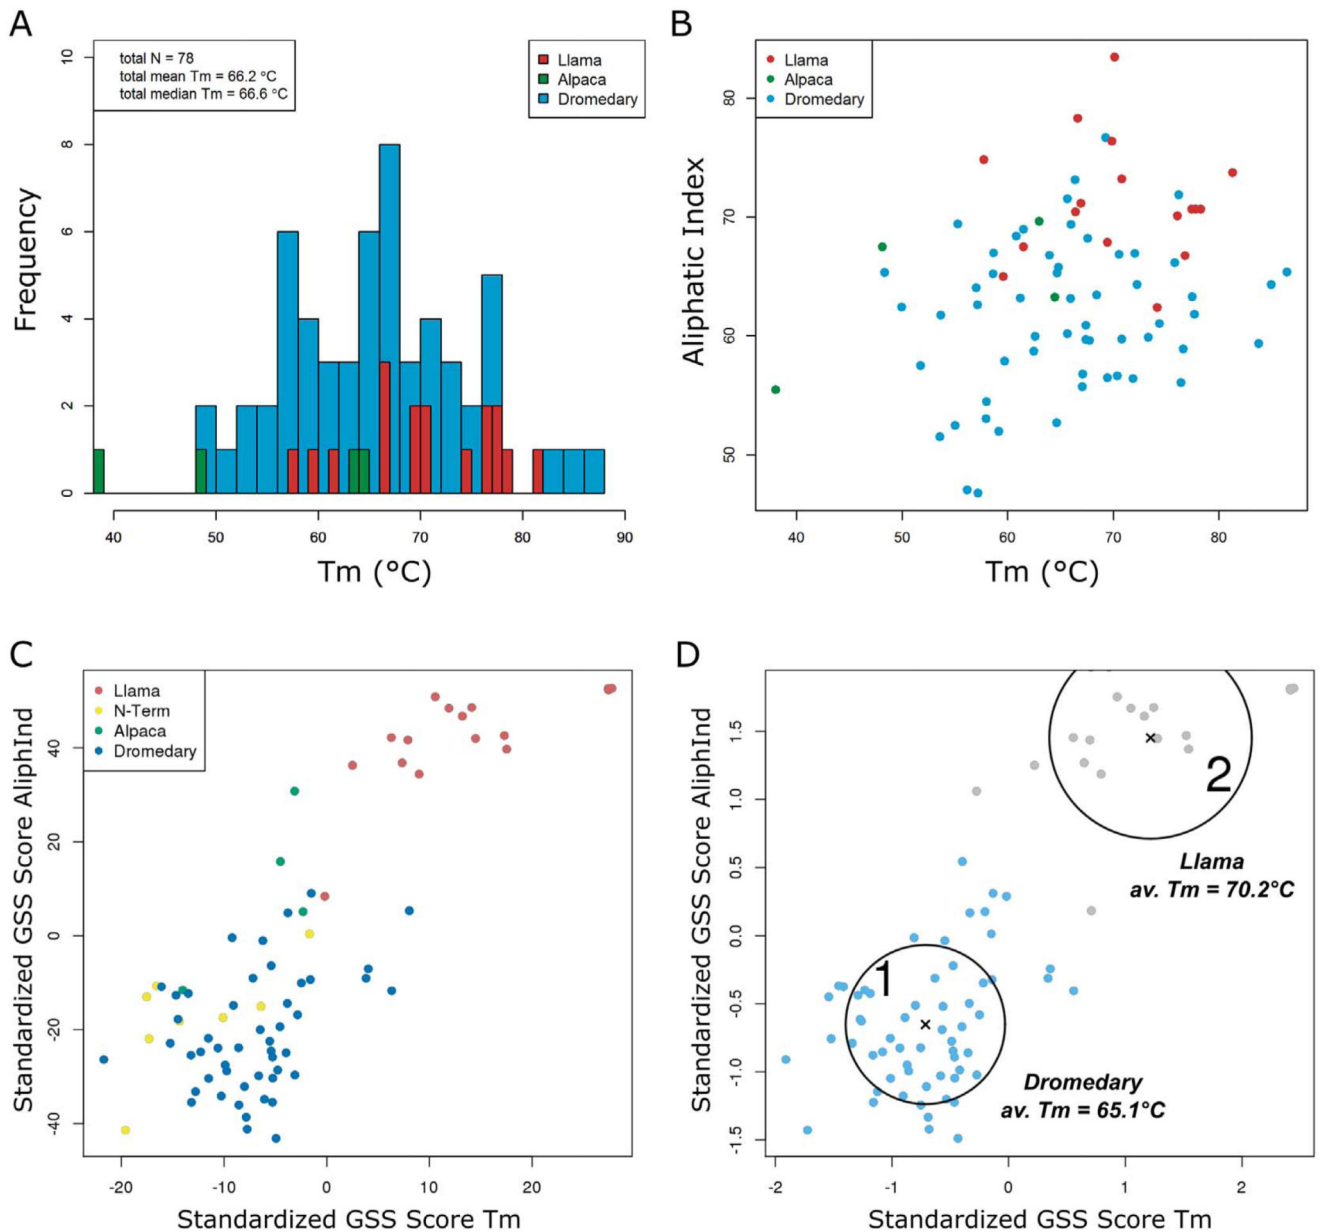 A
total N = 78
total mean Tm = 66.2 °C
total median Tm = 66.6 °C
Llama
Alpaca
Dromedary
Frequency
10
8
6
4
2
0
40 50 60 70 80 90
Tm (°C)
B
Llama
Alpaca
Dromedary
Aliphatic Index
80
70
60
50
40 50 60 70 80
Tm (°C)
C
Llama
N-Term
Alpaca
Dromedary
Standardized GSS Score AliphInd
40
20
0
-20
-40
-20 -10 0 10 20
Standardized GSS Score Tm
D
Standardized GSS Score AliphInd
1.5
1.0
0.5
0.0
-0.5
-1.0
-1.5
2
Llama
av. Tm = 70.2°C
1
Dromedary
av. Tm = 65.1°C
-2 -1 0 1 2
Standardized GSS Score Tm